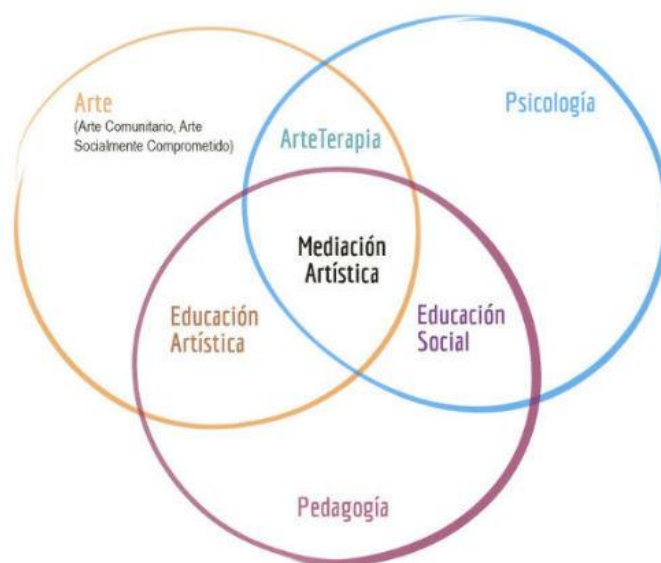 Arte
(Arte Comunitario, Arte
Socialmente Comprometido)
Psicología
ArteTerapia
Mediación
Artística
Educación
Artística
Educación
Social
Pedagogía